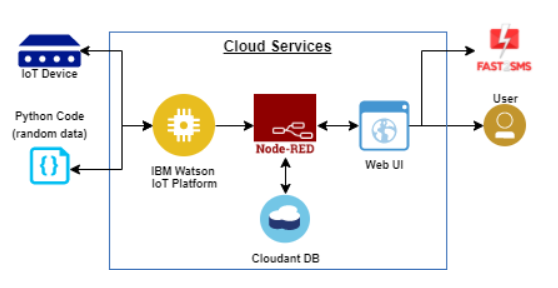 Cloud Services
IoT Device
FAST2SMS
Python Code
(random data)
User
{}
Node-RED
Web UI
IBM Watson
IoT Platform
Cloudant DB